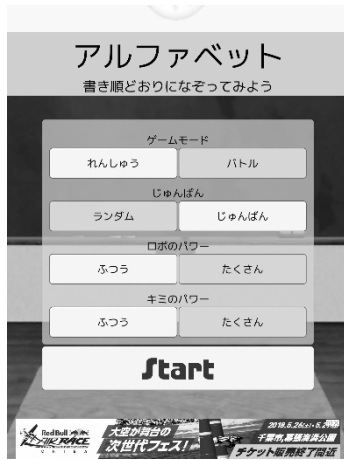 アルファベット
書き順どおりになぞってみよう
ゲームモード
れんしゅう
バトル
じゅんばん
ランダム
じゅんばん
ロボのパワー
ふつう
たくさん
キミのパワー
ふつう
たくさん
Start
Red Bull
AIR RACE
CHIBA
大空が舞台の
次世代フェス!
千葉市,幕張海浜公園
チケット販売終了間近